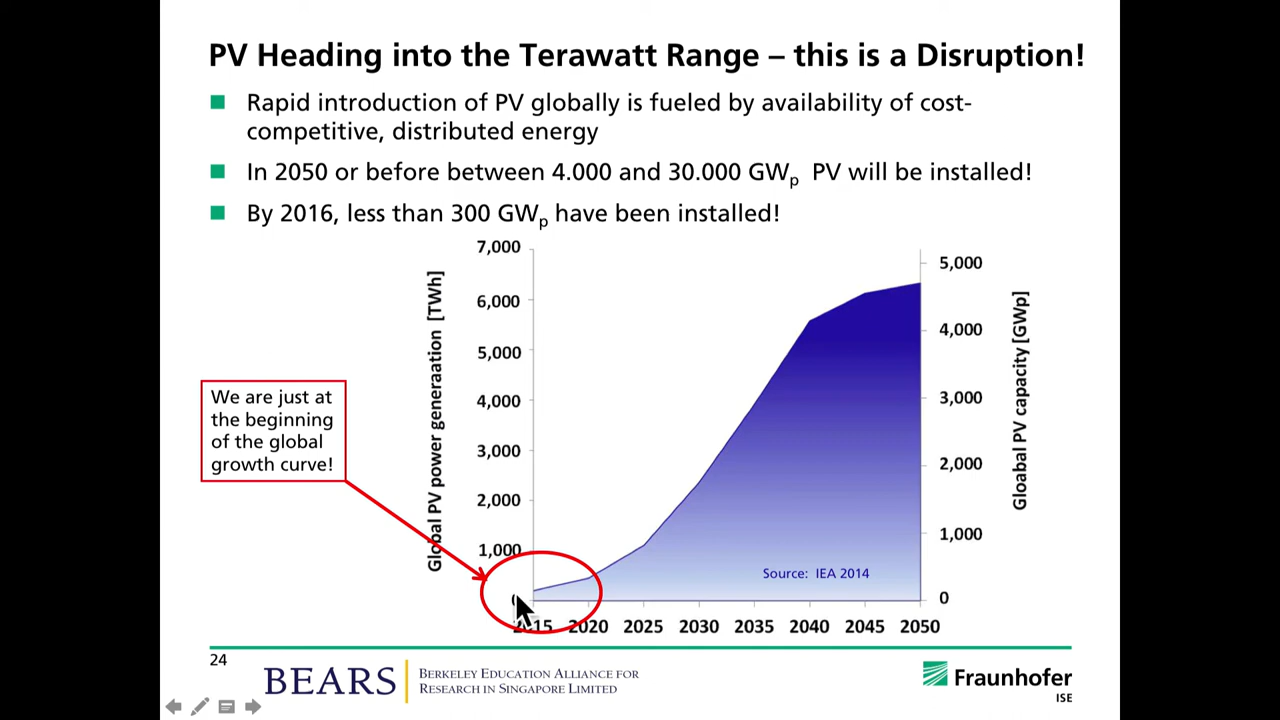 PV Heading into the Terawatt Range – this is a Disruption!
Rapid introduction of PV globally is fueled by availability of cost-
competitive, distributed energy
In 2050 or before between 4.000 and 30.000 GWp PV will be installed!
By 2016, less than 300 GWp have been installed!
Global PV power generaation [TWh]
7,000
6,000
5,000
4,000
3,000
2,000
1,000
0
5,000
4,000
3,000
2,000
1,000
0
Gloabal PV capacity [GWp]
We are just at
the beginning
of the global
growth curve!
Source: IEA 2014
2015 2020 2025 2030 2035 2040 2045 2050
24
BEARS
BERKELEY EDUCATION ALLIANCE FOR
RESEARCH IN SINGAPORE LIMITED
Fraunhofer
ISE